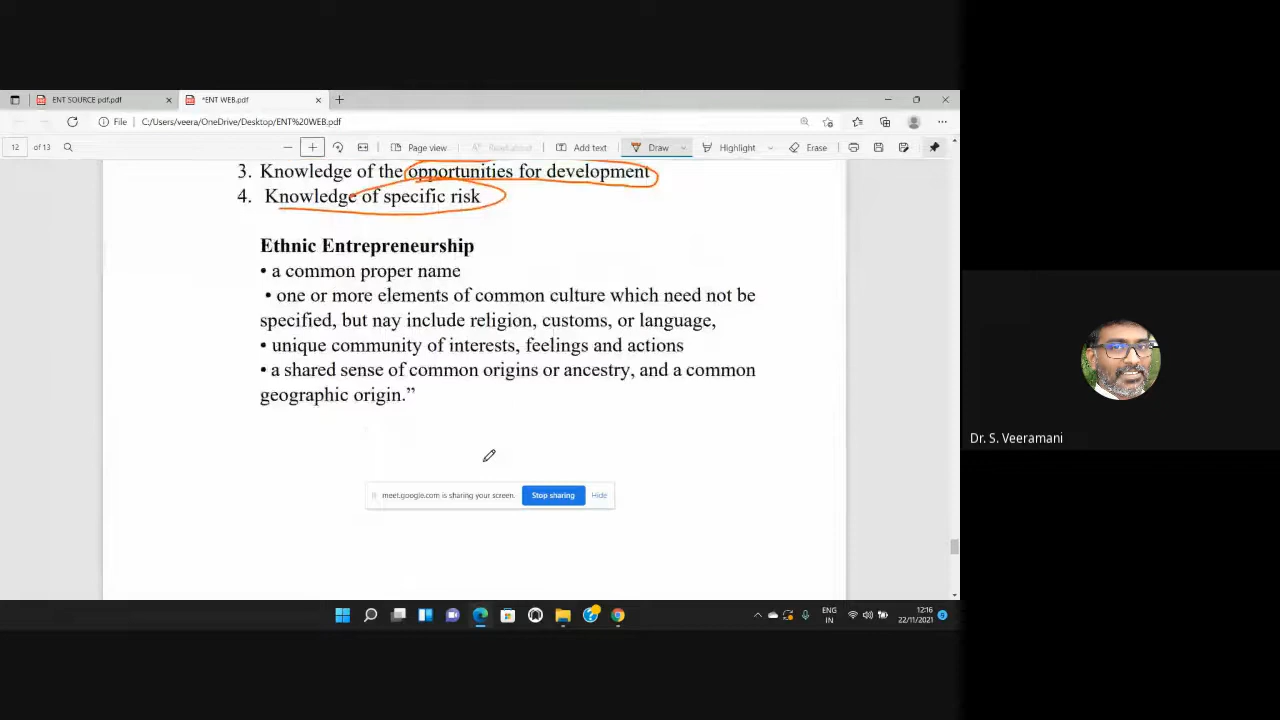 ENT SOURCE pdf.pdf
*ENT WEB.pdf
File
C:/Users/veera/OneDrive/Desktop/ENT%20WEB.pdf
12 of 13
Page view
Read aloud
Add text
Draw
Highlight
Erase
3. Knowledge of the opportunities for development
4. Knowledge of specific risk
Ethnic Entrepreneurship
• a common proper name
• one or more elements of common culture which need not be
specified, but nay include religion, customs, or language,
• unique community of interests, feelings and actions
• a shared sense of common origins or ancestry, and a common
geographic origin.”
meet.google.com is sharing your screen.
Stop sharing
Hide
Dr. S. Veeramani
ENG
IN
12:16
22/11/2021